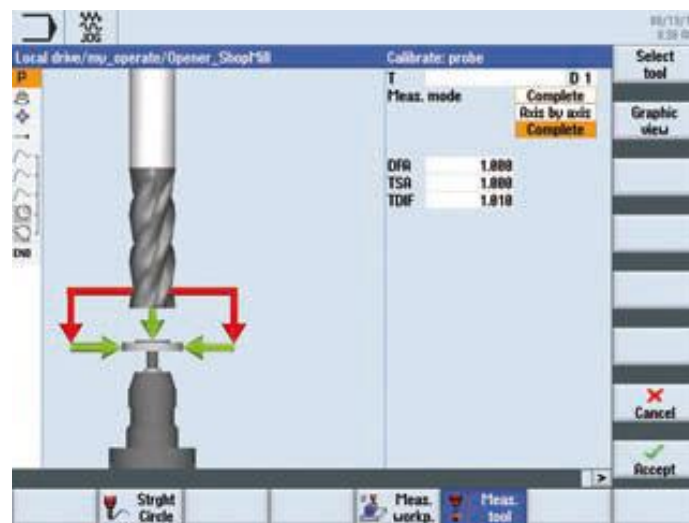 JOG
Local drive/my_operate/Opener_ShopMill
Calibrate: probe
Select
tool
P
T D 1
Meas. mode Complete
Axis by axis
Complete
Graphic
view
DFA 1.000
TSA 1.000
TDIF 1.010
END
Cancel
Accept
>
Strght
Circle
Meas.
workp.
Meas.
tool